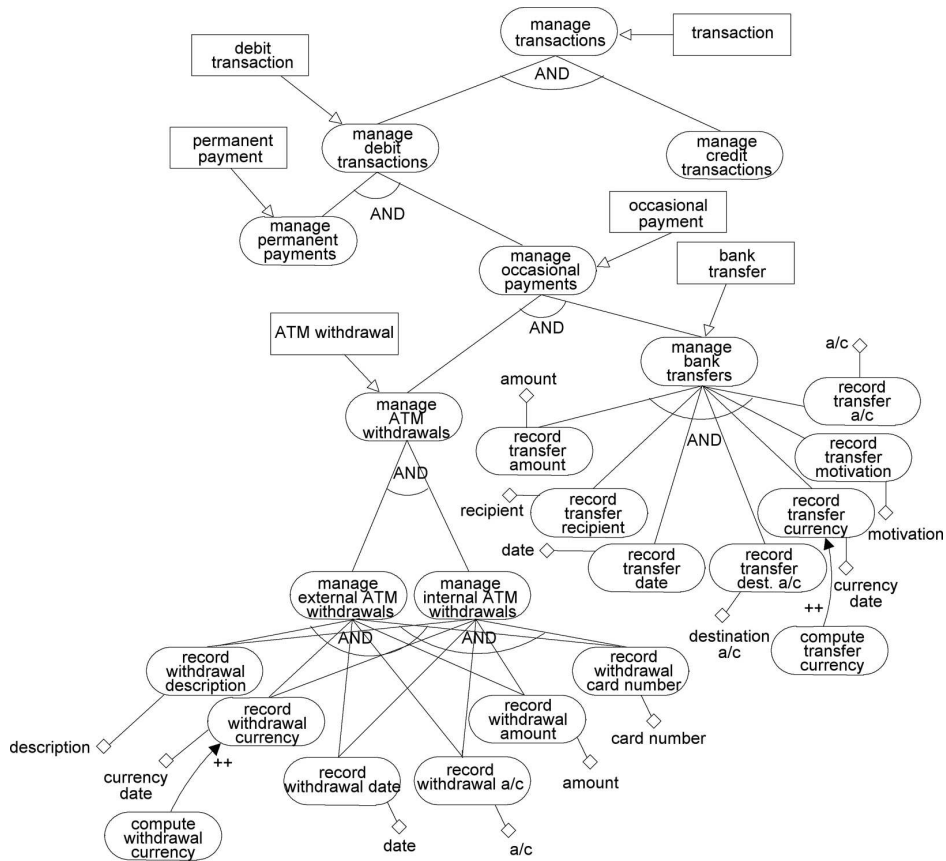 manage
transactions
transaction
debit
transaction
AND
permanent
payment
manage
debit
transactions
manage
credit
transactions
AND
manage
permanent
payments
occasional
payment
manage
occasional
payments
bank
transfer
ATM withdrawal
AND
manage
bank
transfers
a/c
amount
record
transfer
a/c
manage
ATM
withdrawals
AND
record
transfer
amount
record
transfer
motivation
AND
recipient
record
transfer
recipient
record
transfer
currency
motivation
date
record
transfer
date
record
transfer
dest. a/c
currency
date
manage
external ATM
withdrawals
manage
internal ATM
withdrawals
++
destination
a/c
compute
transfer
currency
AND
AND
record
withdrawal
description
record
withdrawal
card number
record
withdrawal
currency
record
withdrawal
amount
card number
description
currency
date
++
record
withdrawal date
record
withdrawal a/c
amount
compute
withdrawal
currency
date
a/c